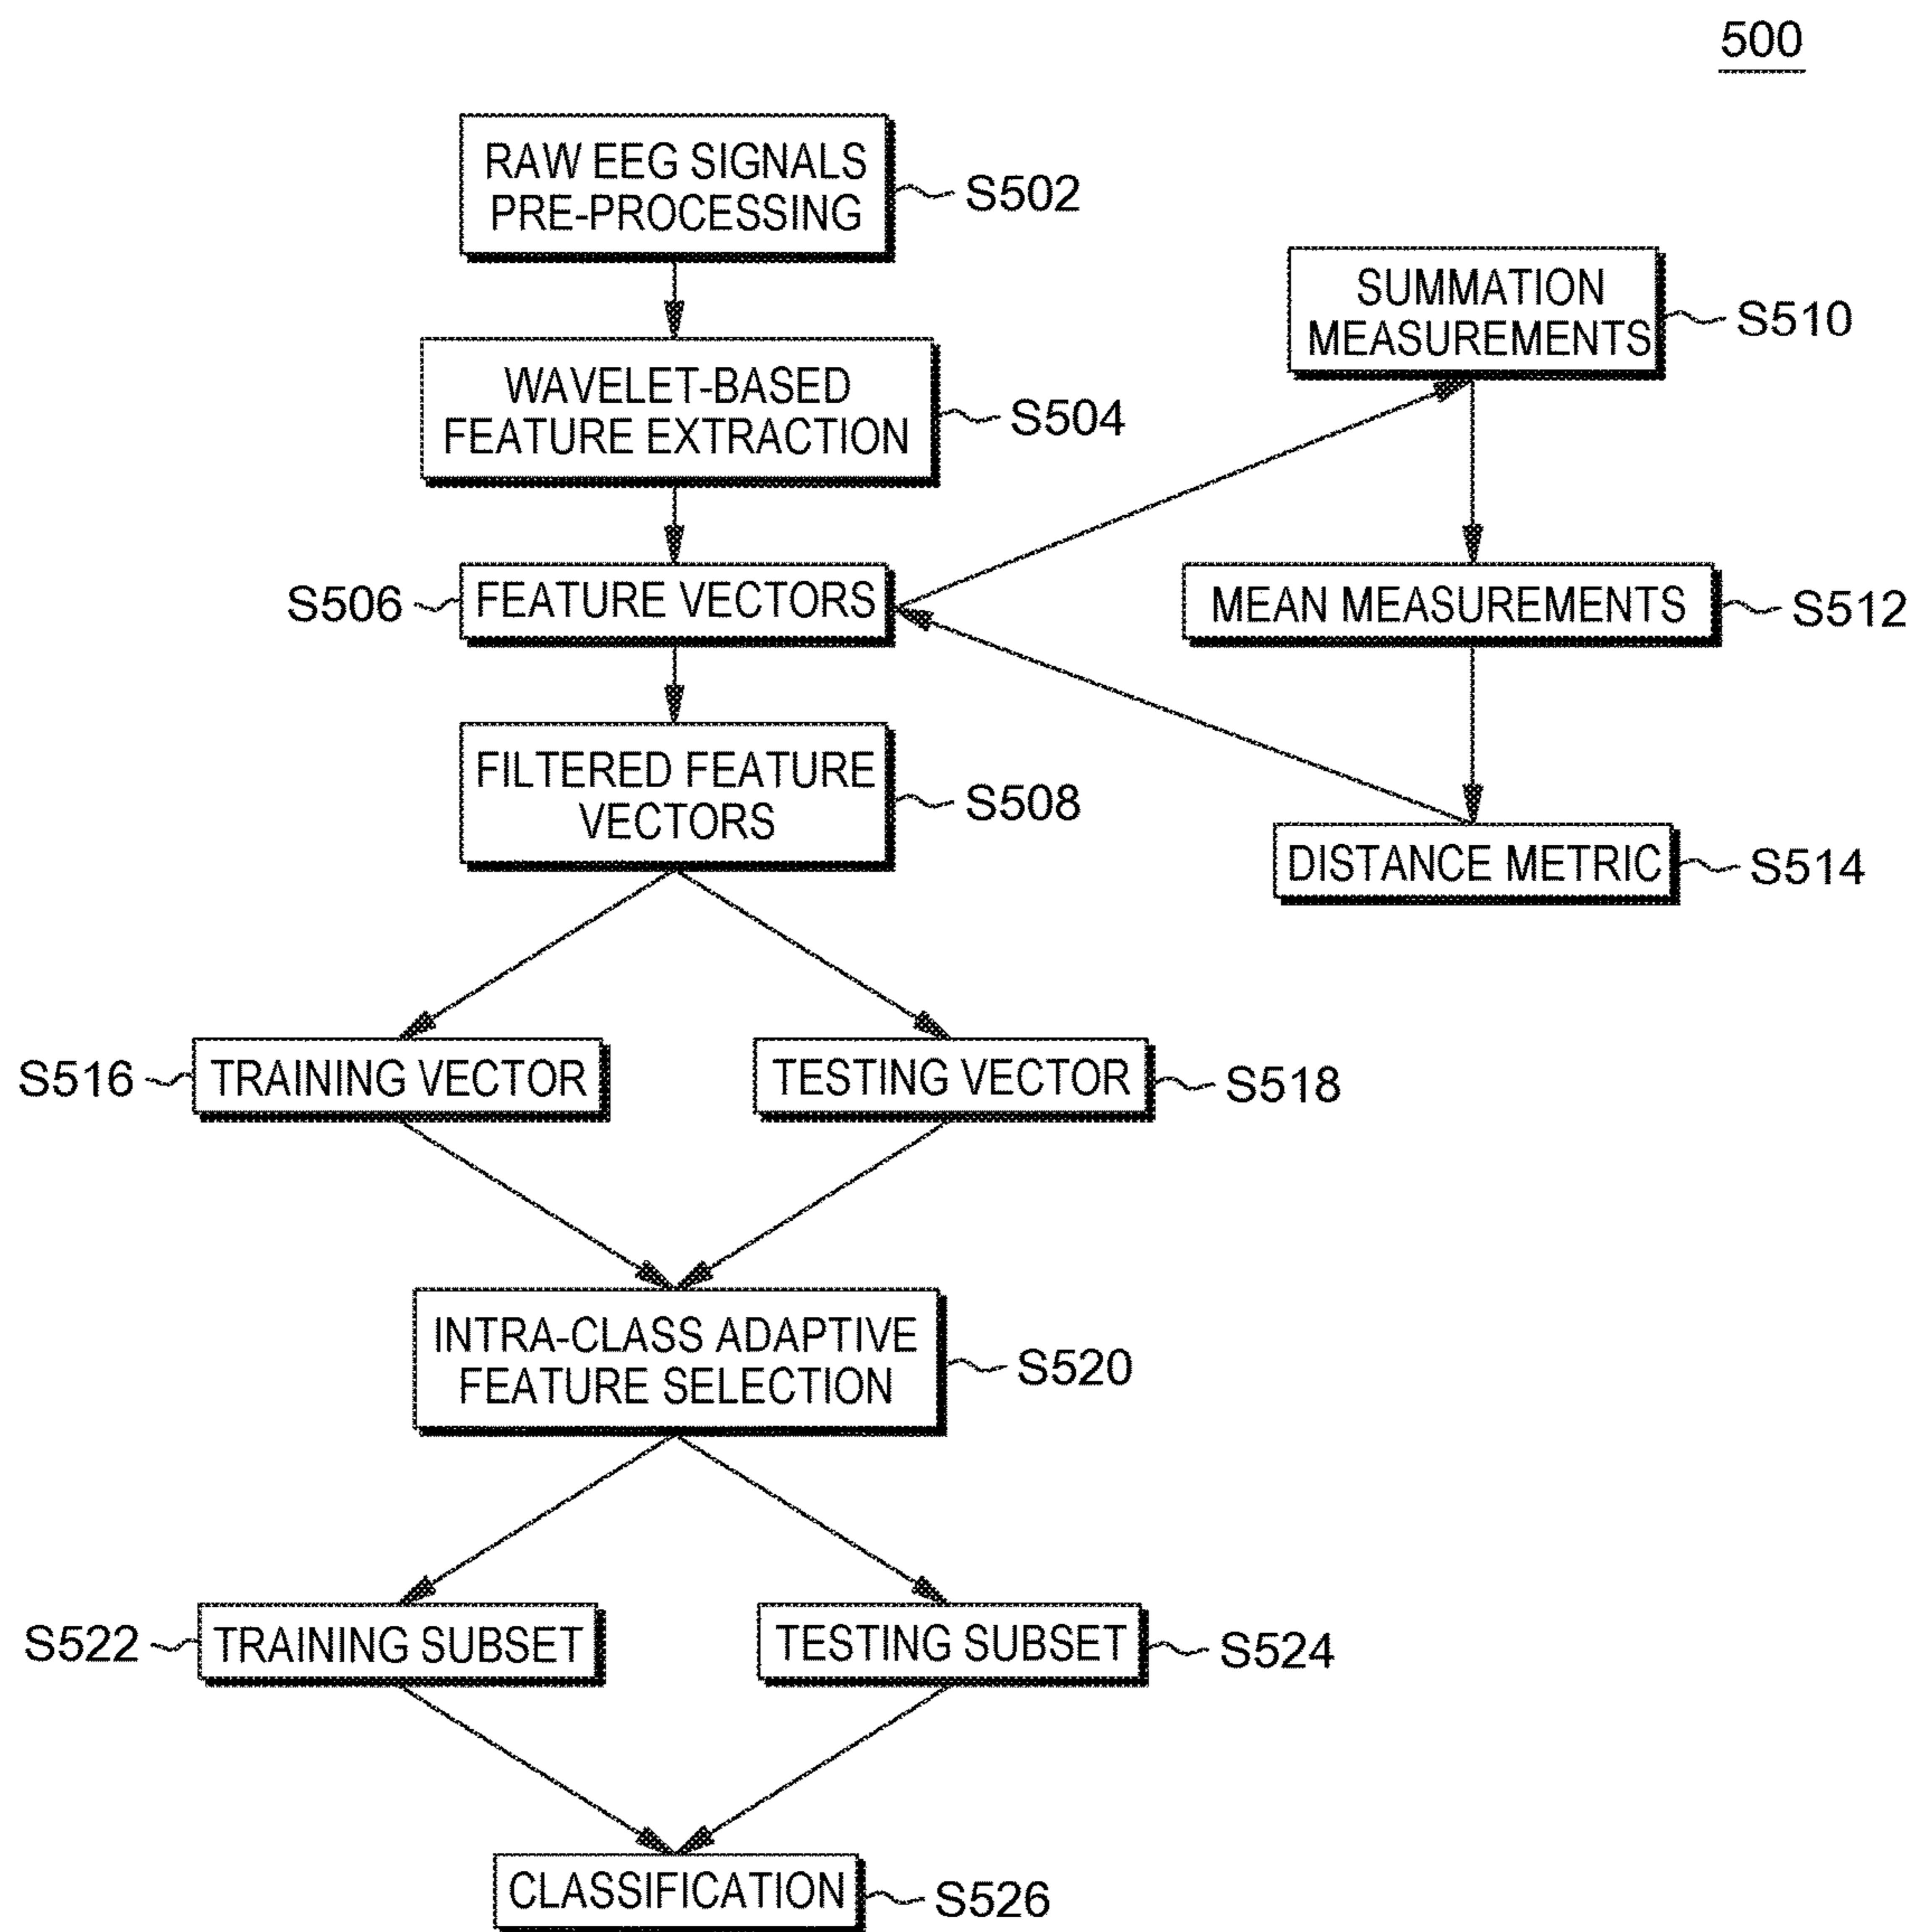 500
RAW EEG SIGNALS
PRE-PROCESSING
S502
SUMMATION
MEASUREMENTS
S510
WAVELET-BASED
FEATURE EXTRACTION
S504
S506
FEATURE VECTORS
MEAN MEASUREMENTS
S512
FILTERED FEATURE
VECTORS
S508
DISTANCE METRIC
S514
S516
TRAINING VECTOR
TESTING VECTOR
S518
INTRA-CLASS ADAPTIVE
FEATURE SELECTION
S520
S522
TRAINING SUBSET
TESTING SUBSET
S524
CLASSIFICATION
S526